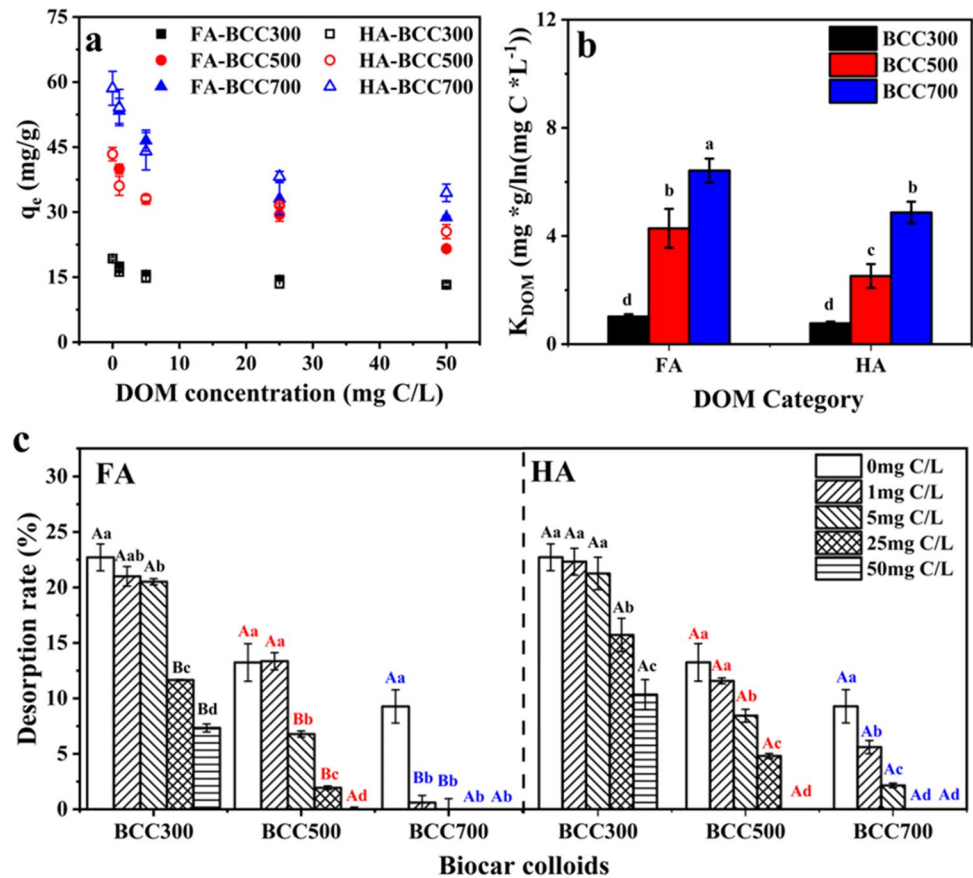 a
FA-BCC300 HA-BCC300
FA-BCC500 HA-BCC500
FA-BCC700 HA-BCC700
75
60
45
30
15
0
qe (mg/g)
0 10 20 30 40 50
DOM concentration (mg C/L)
b
BCC300
BCC500
BCC700
12
8
4
0
KDOM (mg *g/ln(mg C *L-1))
d b a d c b
FA HA
DOM Category
c
FA HA
0mg C/L
1mg C/L
5mg C/L
25mg C/L
50mg C/L
30
25
20
15
10
5
0
Desorption rate (%)
Aa Aab Ab Bc Bd Aa Aa Bb Bc Ad Aa Bb Bb Ab Ab
Aa Aa Aa Ab Ac Aa Aa Ab Ac Ad Aa Ab Ac Ad Ad
BCC300 BCC500 BCC700 BCC300 BCC500 BCC700
Biocar colloids